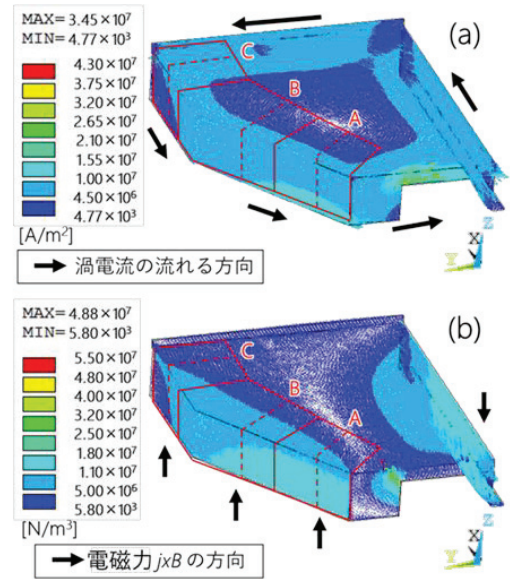 MAX= 3.45×10⁷
MIN= 4.77×10³
(a)
4.30×10⁷
3.75×10⁷
3.20×10⁷
2.65×10⁷
2.10×10⁷
1.55×10⁷
1.00×10⁷
4.50×10⁶
4.77×10³
[A/m²]
C
B
A
渦電流の流れる方向
Z
X
Y
MAX= 4.88×10⁷
MIN= 5.80×10³
(b)
5.50×10⁷
4.80×10⁷
4.00×10⁷
3.20×10⁷
2.50×10⁷
1.80×10⁷
1.10×10⁷
5.00×10⁶
5.80×10³
[N/m³]
C
B
A
電磁力 jxB の方向
Z
X
Y